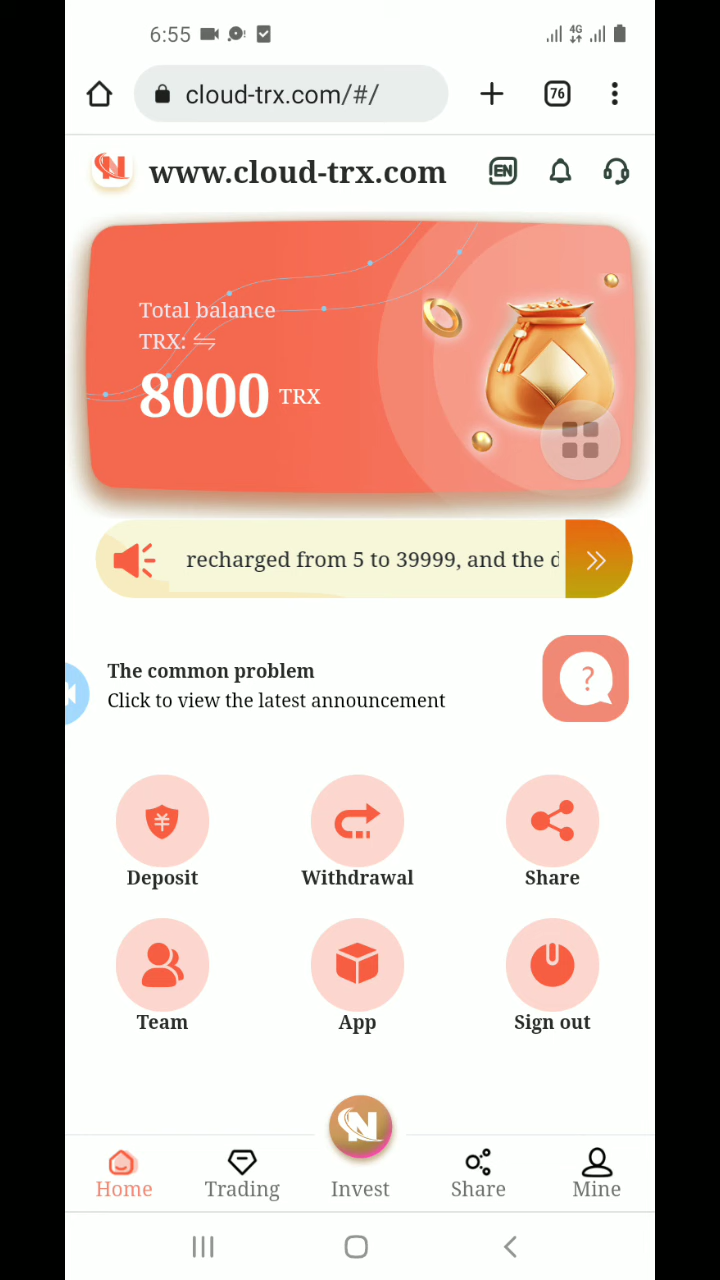 6:55
4G
cloud-trx.com/#/
76
www.cloud-trx.com
EN
Total balance
TRX:
8000 TRX
recharged from 5 to 39999, and the
The common problem
Click to view the latest announcement
?
Deposit
Withdrawal
Share
Team
App
Sign out
N
Home
Trading
Invest
Share
Mine